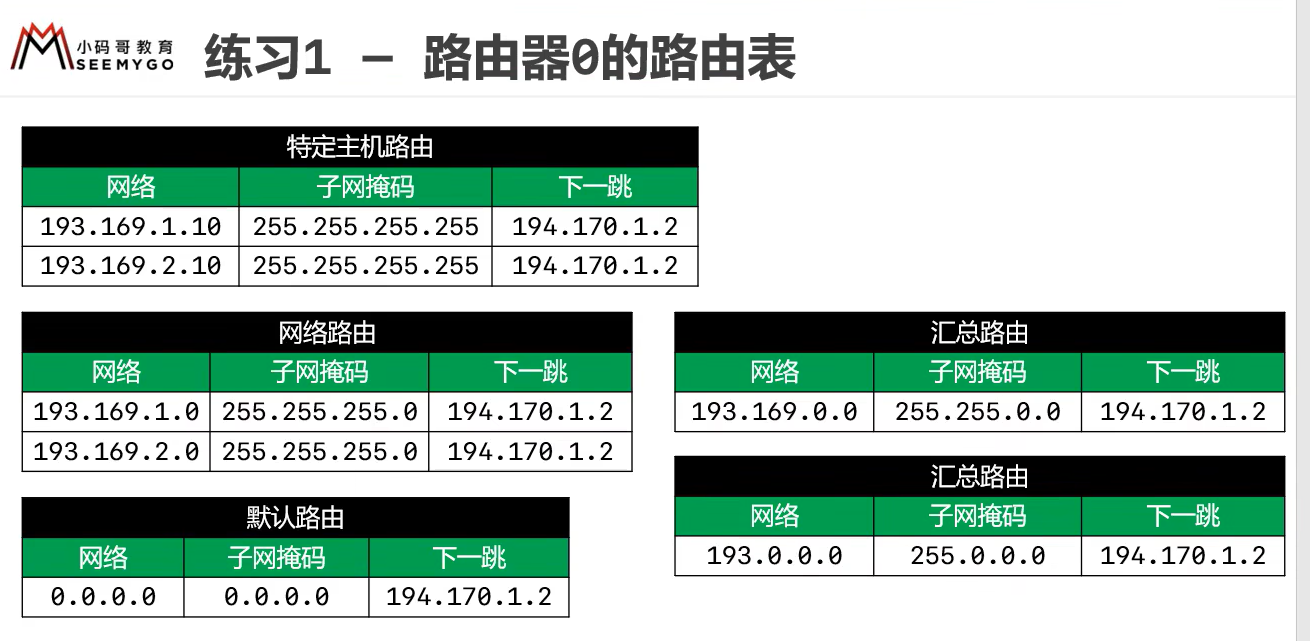 小码哥教育
SEEMYGO
练习1 — 路由器0的路由表
特定主机路由
网络 子网掩码 下一跳
193.169.1.10 255.255.255.255 194.170.1.2
193.169.2.10 255.255.255.255 194.170.1.2
网络路由
网络 子网掩码 下一跳
193.169.1.0 255.255.255.0 194.170.1.2
193.169.2.0 255.255.255.0 194.170.1.2
汇总路由
网络 子网掩码 下一跳
193.169.0.0 255.255.0.0 194.170.1.2
汇总路由
网络 子网掩码 下一跳
193.0.0.0 255.0.0.0 194.170.1.2
默认路由
网络 子网掩码 下一跳
0.0.0.0 0.0.0.0 194.170.1.2